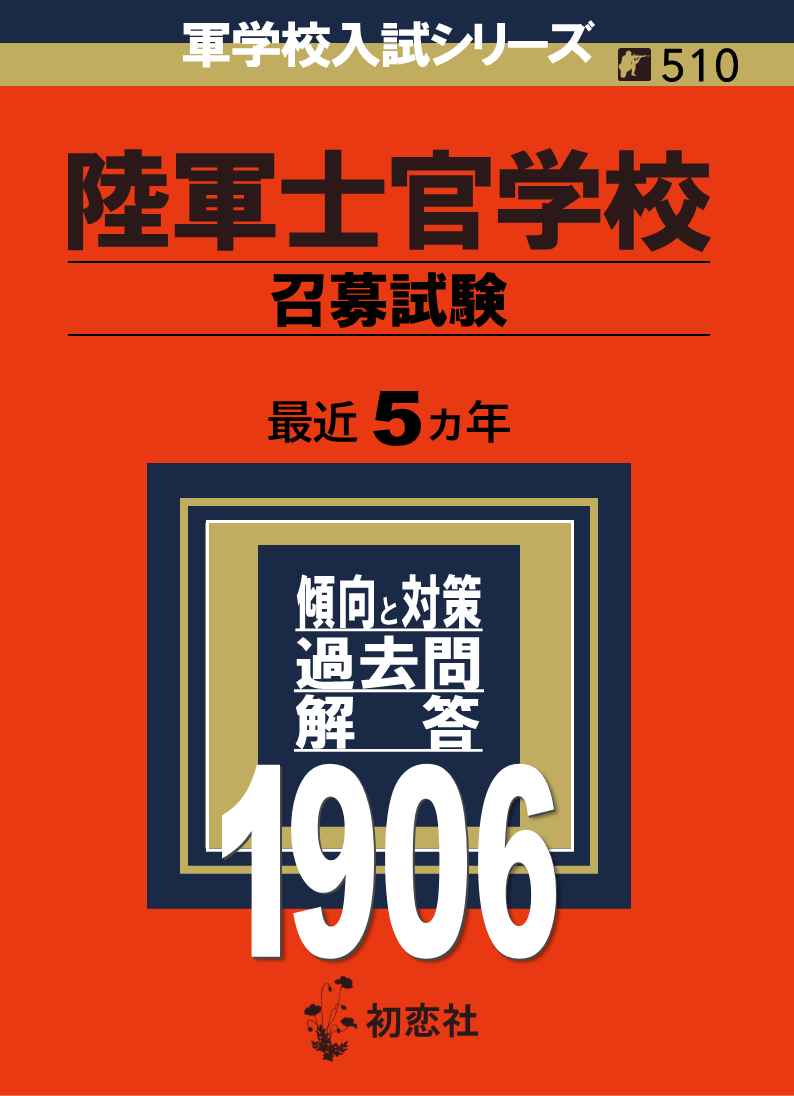 軍学校入試シリーズ
510
陸軍士官学校
召募試験
最近5ヵ年
傾向と対策
過去問
解 答
1906
初恋社